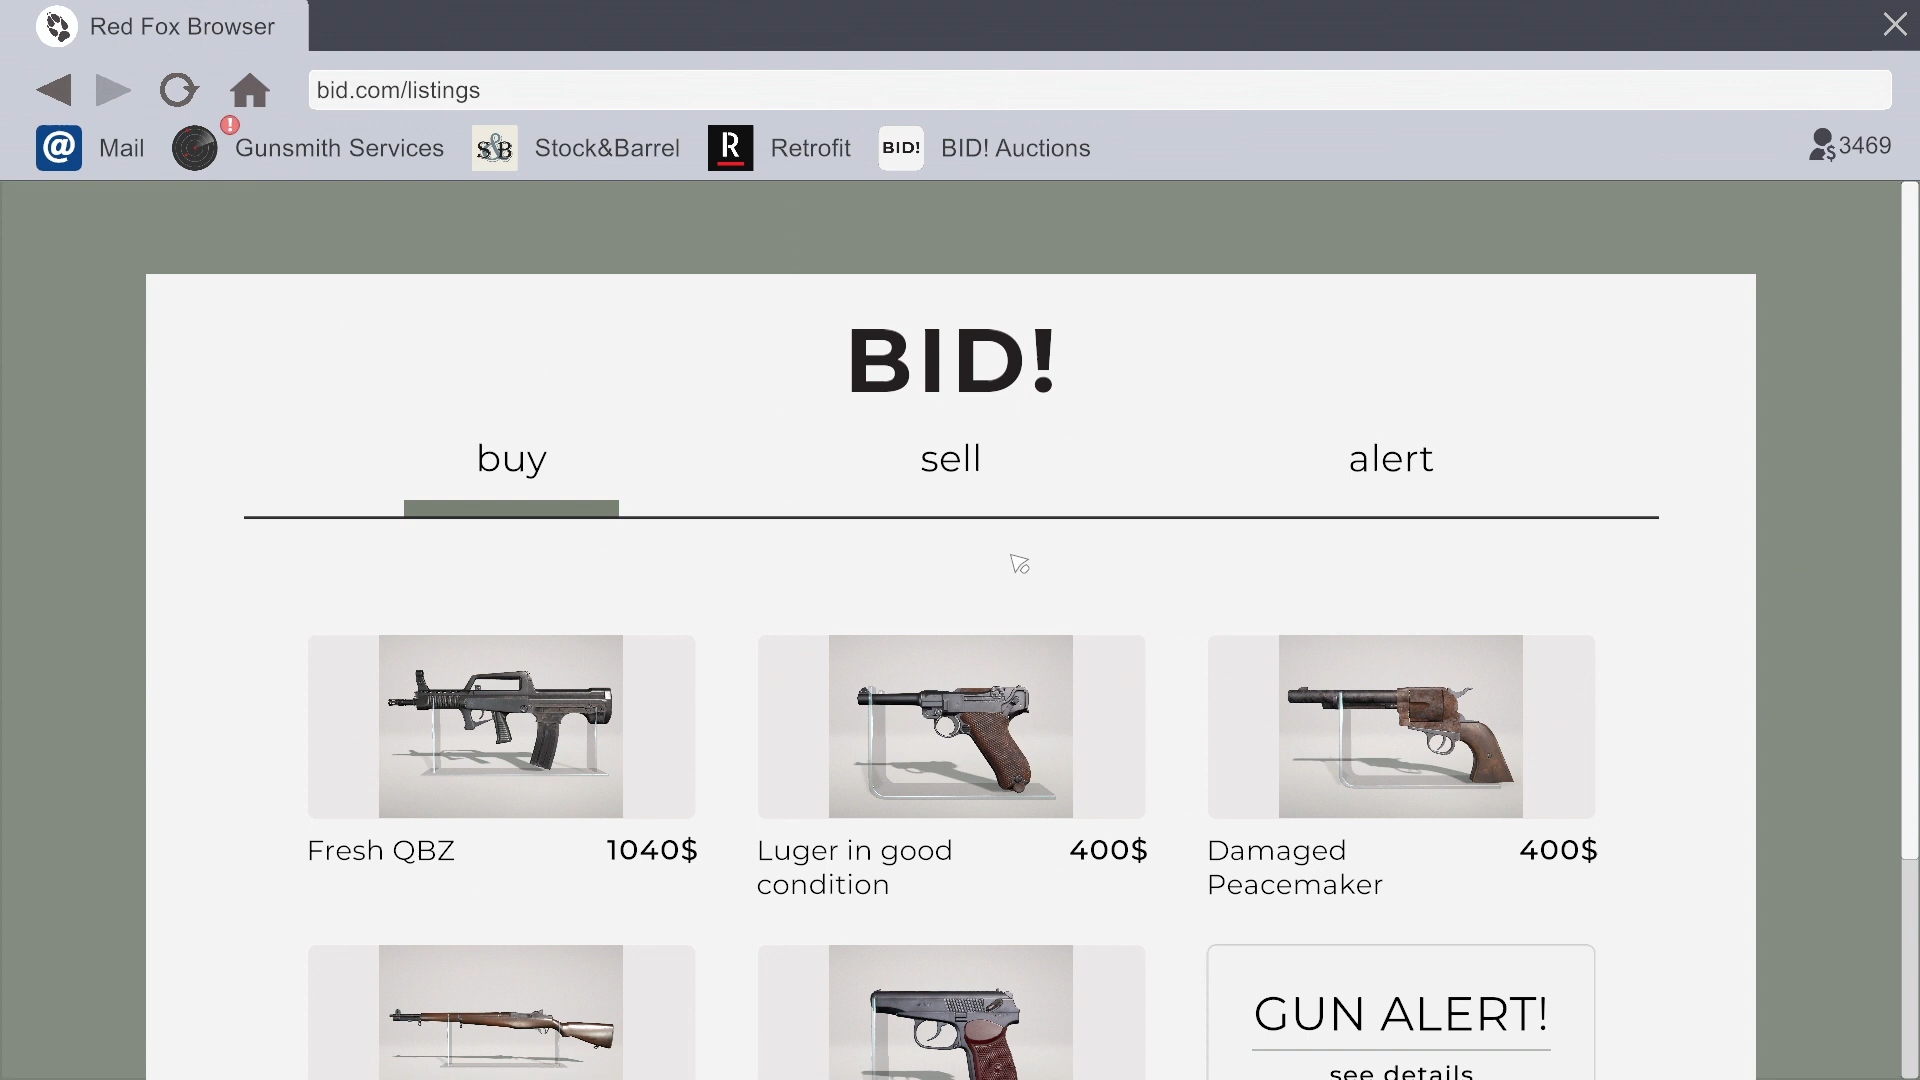 Red Fox Browser
bid.com/listings
@ Mail
! Gunsmith Services
S&B Stock&Barrel
R Retrofit
BID! BID! Auctions
$ 3469
BID!
buy sell alert
Fresh QBZ 1040$
Luger in good condition 400$
Damaged Peacemaker 400$
GUN ALERT!
see details